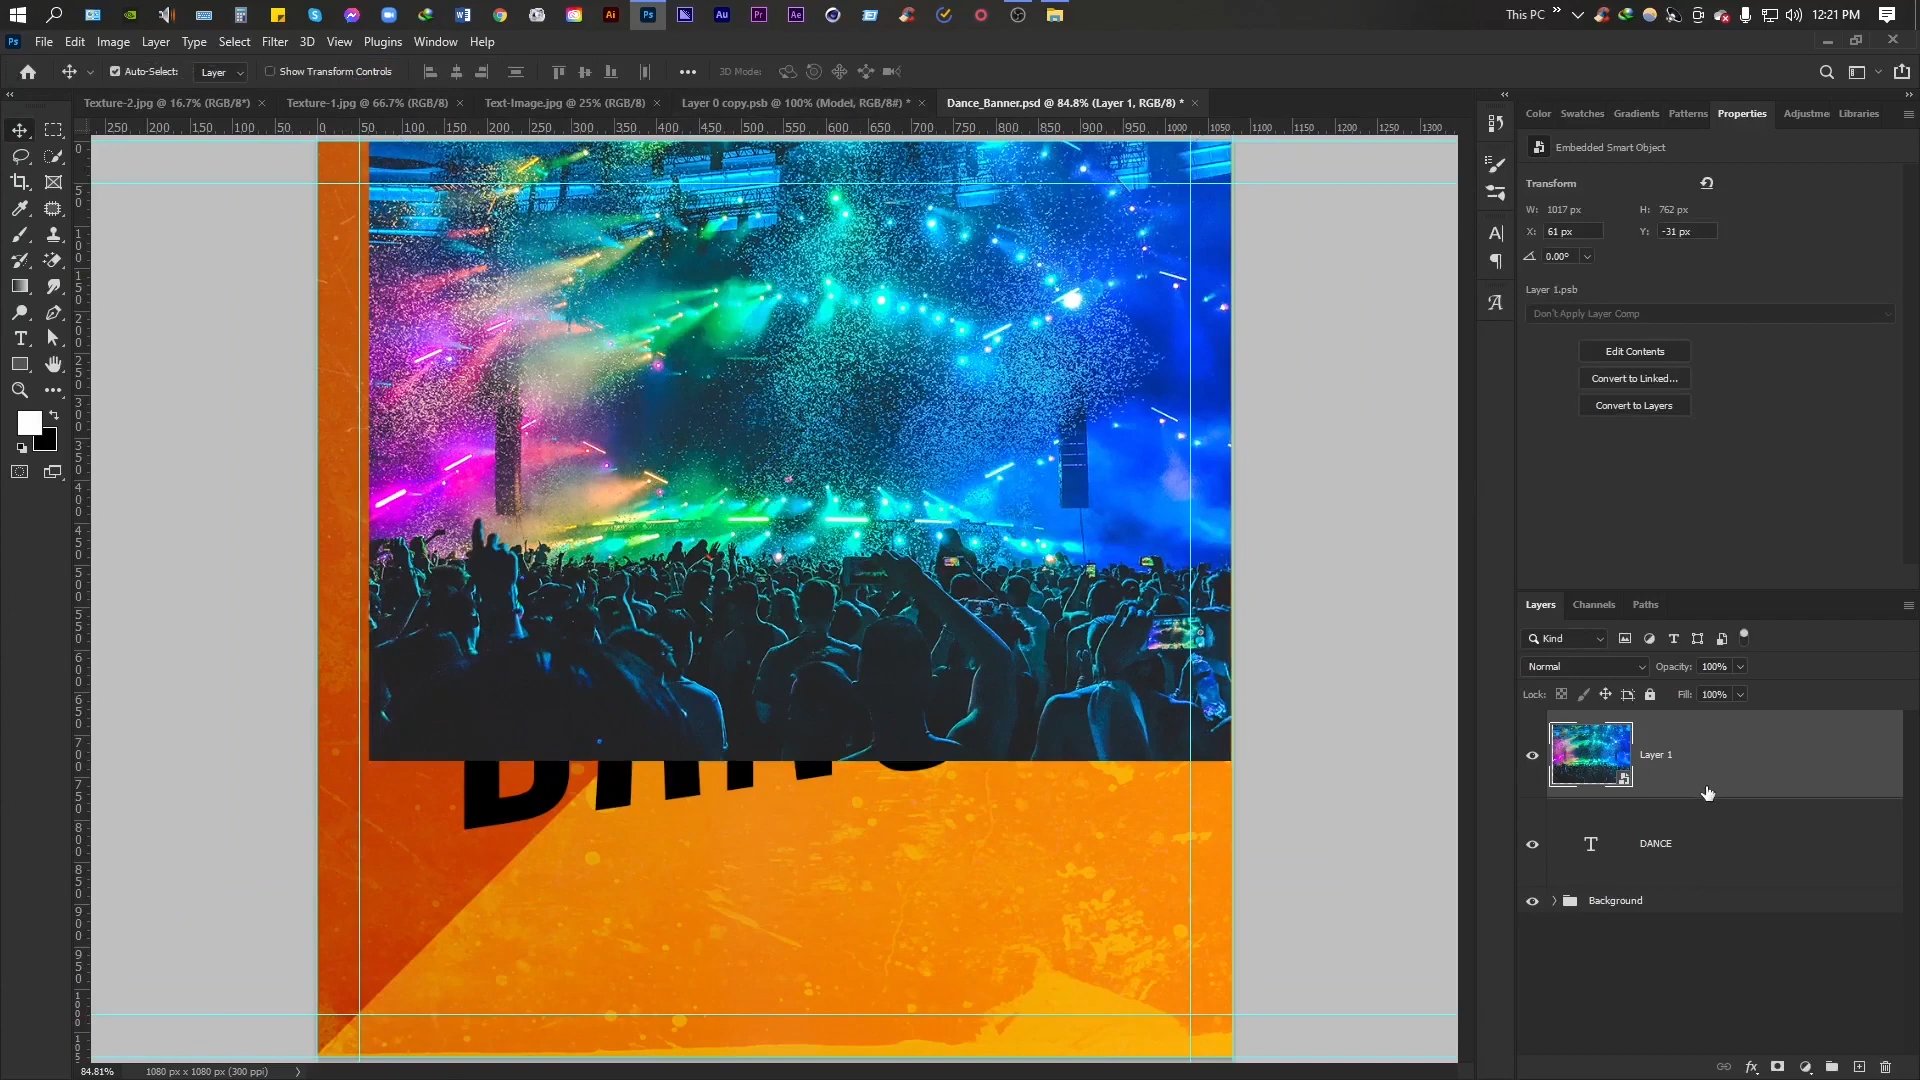 This PC » 12:21 PM
Ai Ps Au Pr Ae
Ps File Edit Image Layer Type Select Filter 3D View Plugins Window Help
Auto-Select: Layer Show Transform Controls ••• 3D Mode:
Texture-2.jpg @ 16.7% (RGB/8*) × Texture-1.jpg @ 66.7% (RGB/8) × Text-Image.jpg @ 25% (RGB/8) × Layer 0 copy.psb @ 100% (Model, RGB/8#) * × Dance_Banner.psd @ 84.8% (Layer 1, RGB/8) * ×
250 200 150 100 50 0 50 100 150 200 250 300 350 400 450 500 550 600 650 700 750 800 850 900 950 1000 1050 1100 1150 1200 1250 1300
Color Swatches Gradients Patterns Properties Adjustme Libraries
Embedded Smart Object
Transform
W: 1017 px H: 762 px
X: 61 px Y: -31 px
0.00°
Layer 1.psb
Don't Apply Layer Comp
Edit Contents
Convert to Linked...
Convert to Layers
Layers Channels Paths
Kind
Normal Opacity: 100%
Lock: Fill: 100%
Layer 1
DANCE
Background
84.81% 1080 px x 1080 px (300 ppi)